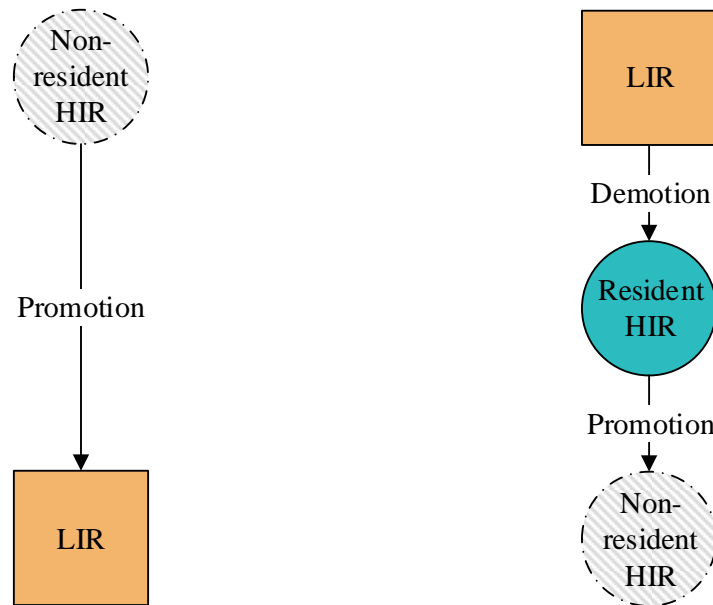 Non-
resident
HIR
Promotion
LIR
LIR
Demotion
Resident
HIR
Promotion
Non-
resident
HIR